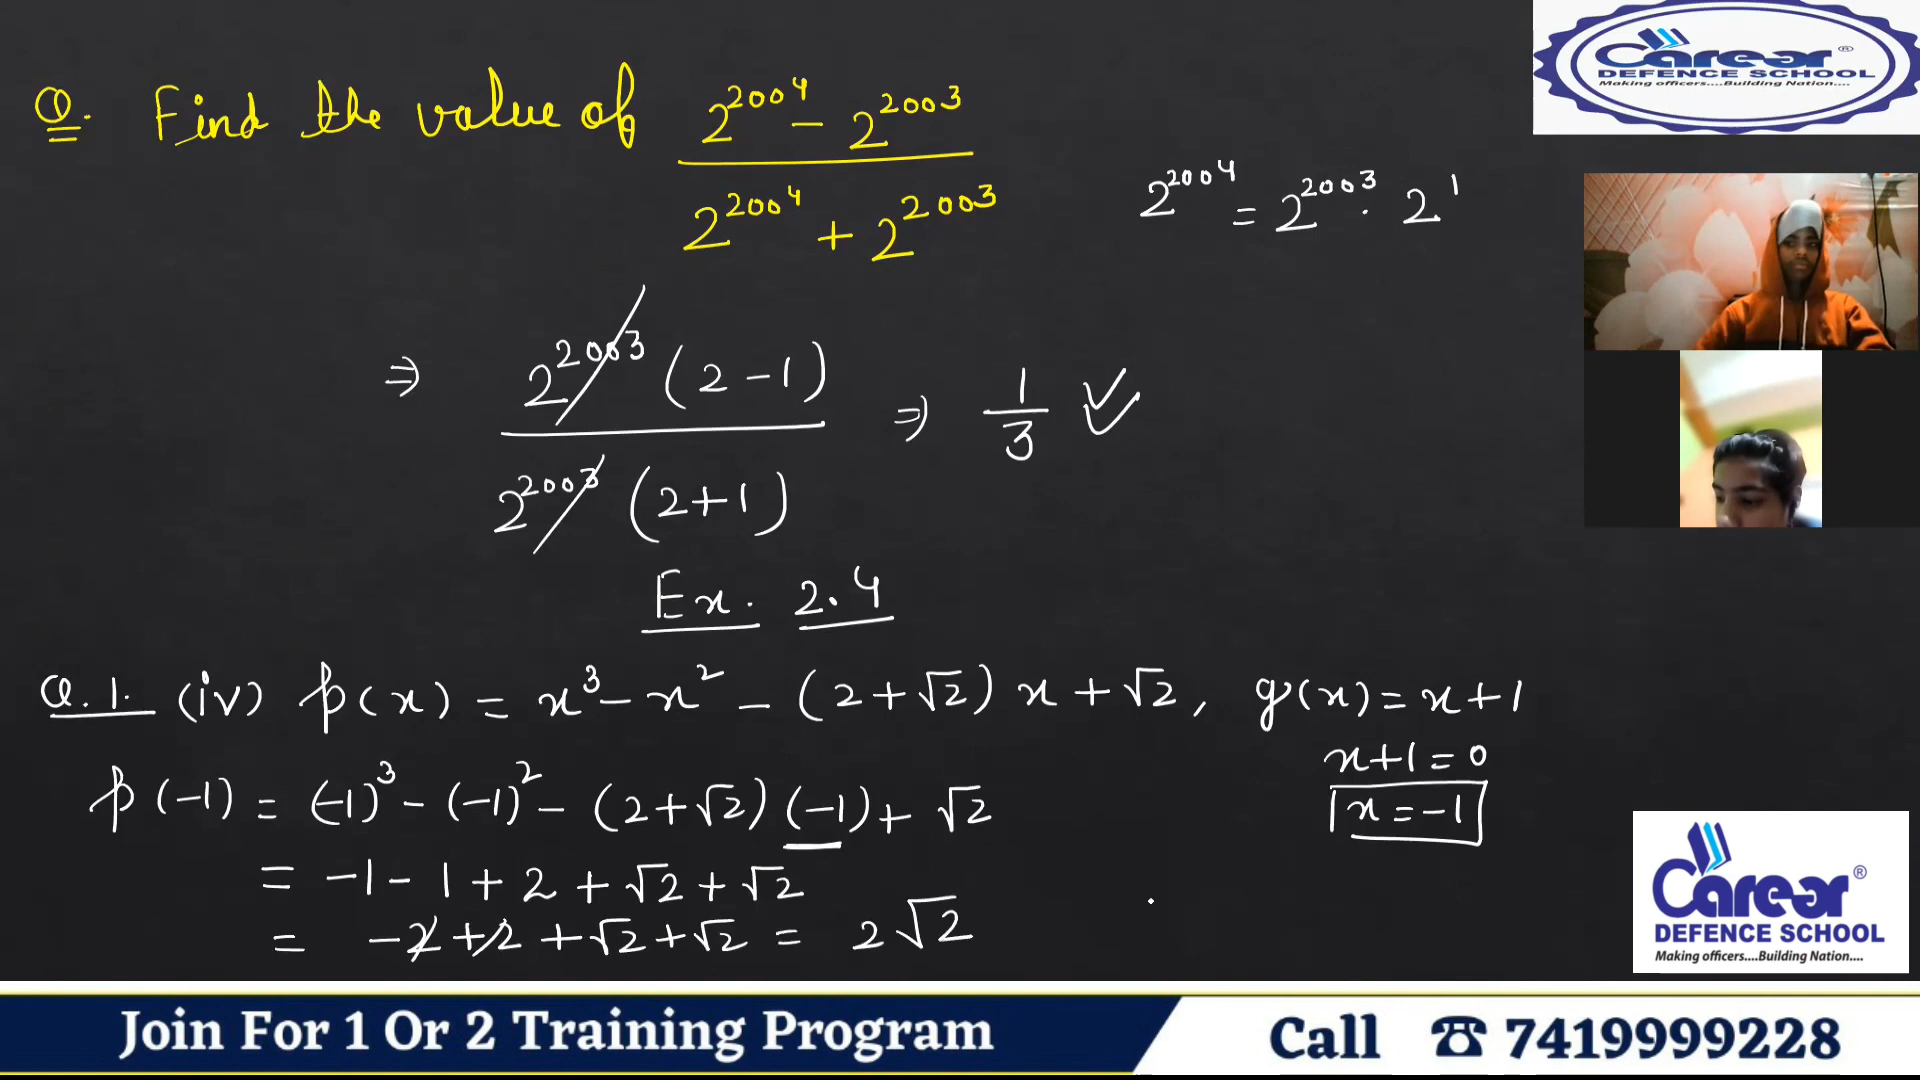 Q. Find the value of 2^2004 - 2^2003 / 2^2004 + 2^2003
2^2004 = 2^2003 · 2^1
⇒ 2^2003 (2-1) / 2^2003 (2+1) ⇒ 1/3
Ex. 2.4
Q.1. (iv) p(x) = x³ - x² - (2+√2) x + √2, g(x) = x+1
x+1 = 0
x = -1
p(-1) = (-1)³ - (-1)² - (2+√2) (-1) + √2
= -1 - 1 + 2 + √2 + √2
= -2 + 2 + √2 + √2 = 2√2
Carear ®
DEFENCE SCHOOL
Making officers....Building Nation....
Carear ®
DEFENCE SCHOOL
Making officers....Building Nation....
Join For 1 Or 2 Training Program
Call ☎ 7419999228